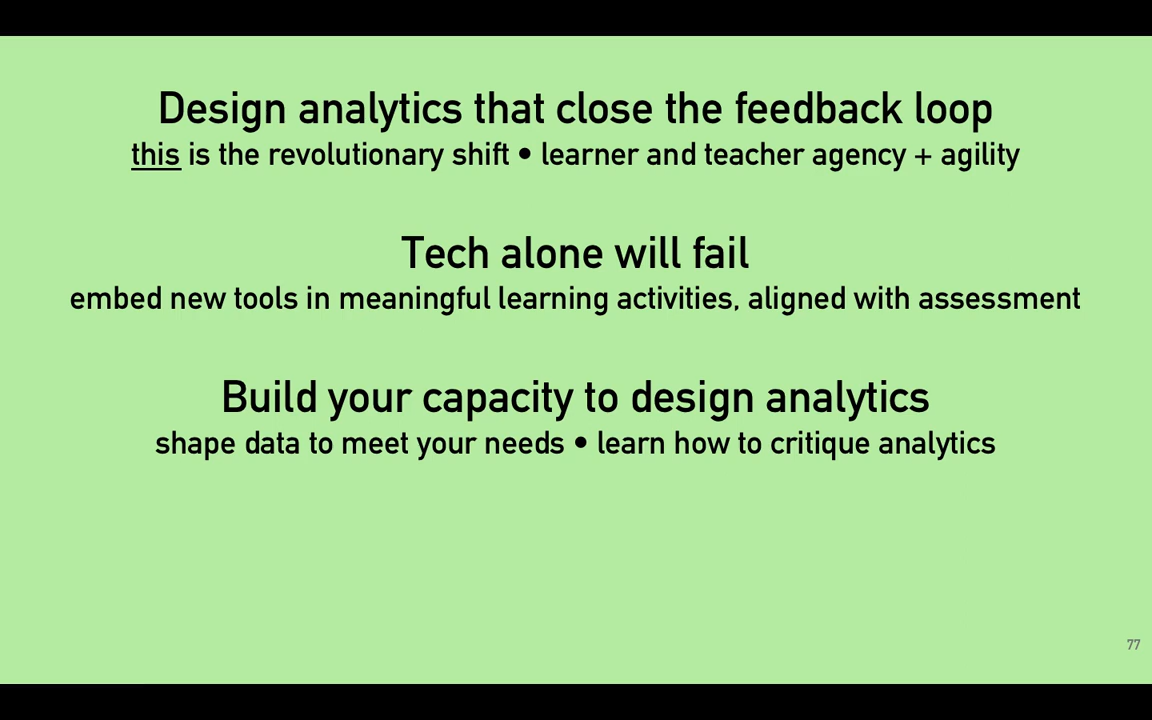 Design analytics that close the feedback loop
this is the revolutionary shift • learner and teacher agency + agility
Tech alone will fail
embed new tools in meaningful learning activities, aligned with assessment
Build your capacity to design analytics
shape data to meet your needs • learn how to critique analytics
77